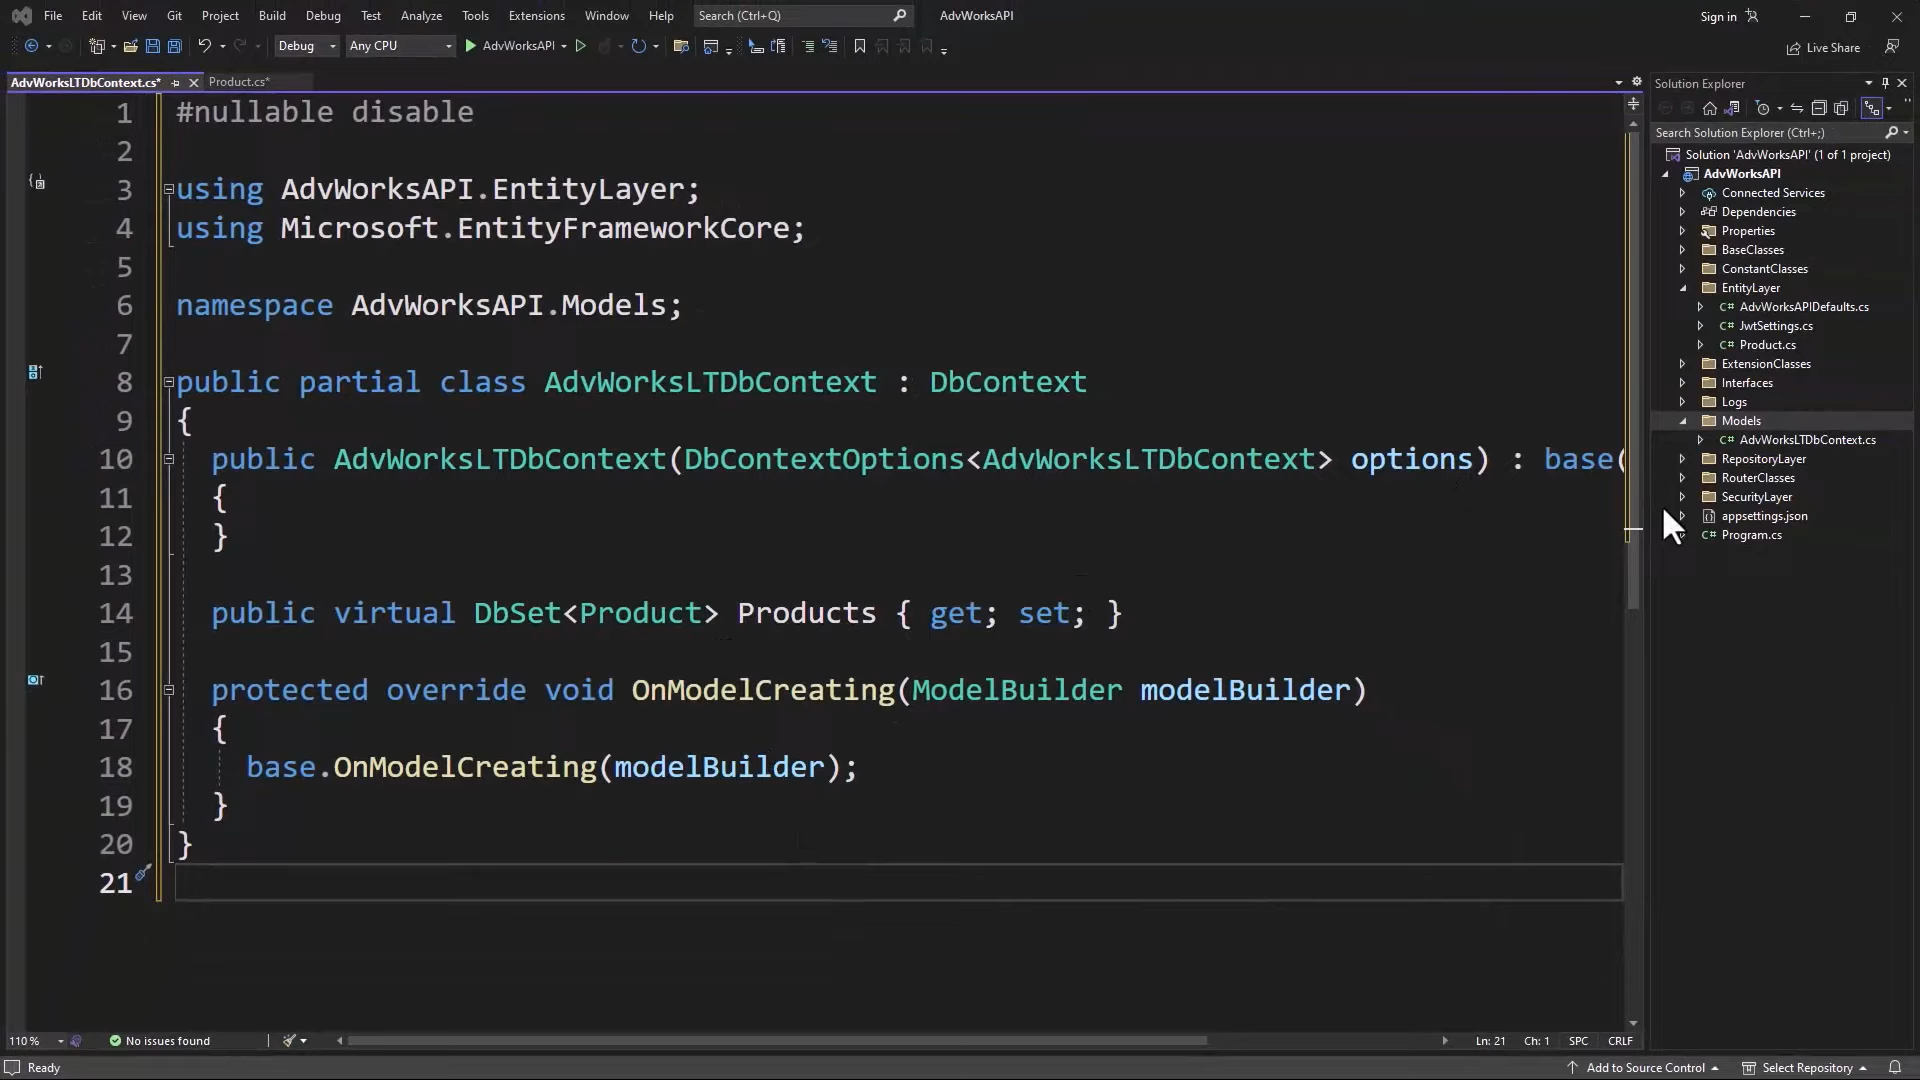 File Edit View Git Project Build Debug Test Analyze Tools Extensions Window Help Search (Ctrl+Q) AdvWorksAPI Sign in
Debug Any CPU AdvWorksAPI Live Share
AdvWorksLTDbContext.cs* Product.cs*
1 #nullable disable
2
3 using AdvWorksAPI.EntityLayer;
4 using Microsoft.EntityFrameworkCore;
5
6 namespace AdvWorksAPI.Models;
7
8 public partial class AdvWorksLTDbContext : DbContext
9 {
10 public AdvWorksLTDbContext(DbContextOptions<AdvWorksLTDbContext> options) : base(
11 {
12 }
13
14 public virtual DbSet<Product> Products { get; set; }
15
16 protected override void OnModelCreating(ModelBuilder modelBuilder)
17 {
18 base.OnModelCreating(modelBuilder);
19 }
20 }
21
Solution Explorer
Search Solution Explorer (Ctrl+;)
Solution 'AdvWorksAPI' (1 of 1 project)
AdvWorksAPI
Connected Services
Dependencies
Properties
BaseClasses
ConstantClasses
EntityLayer
C# AdvWorksAPIDefaults.cs
C# JwtSettings.cs
C# Product.cs
ExtensionClasses
Interfaces
Logs
Models
C# AdvWorksLTDbContext.cs
RepositoryLayer
RouterClasses
SecurityLayer
appsettings.json
C# Program.cs
110 % No issues found Ln: 21 Ch: 1 SPC CRLF
Ready Add to Source Control Select Repository